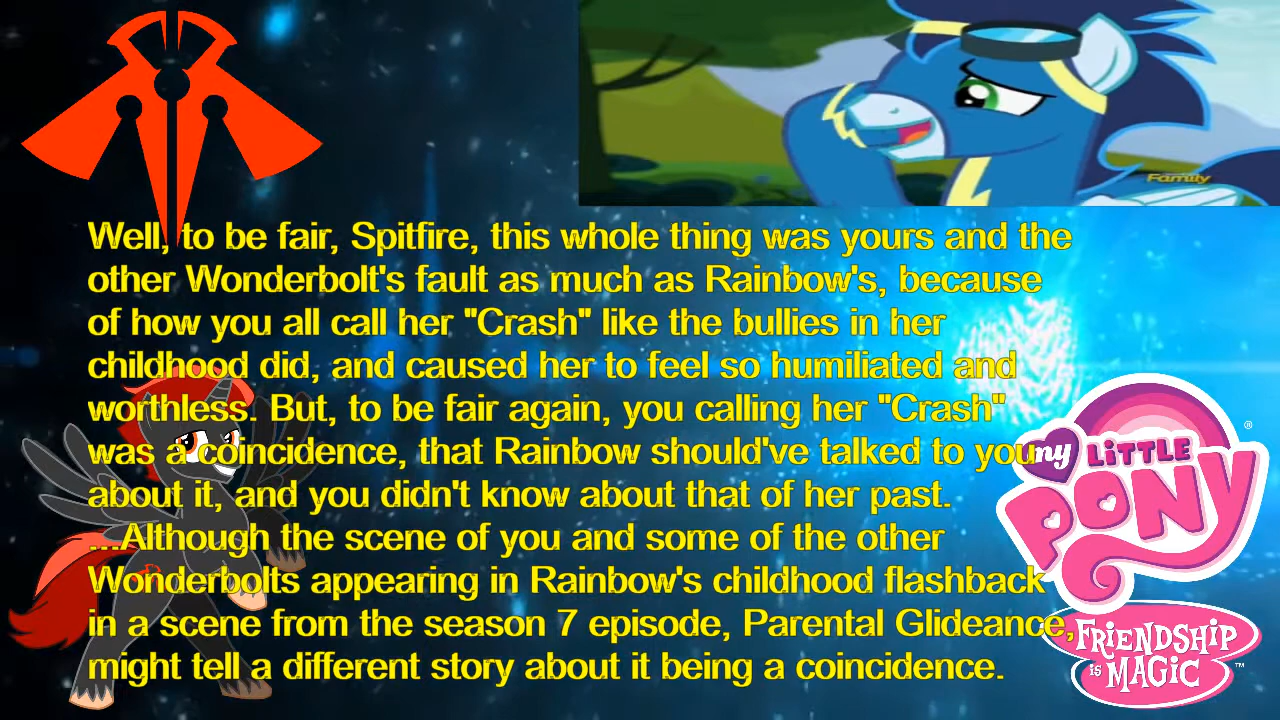 Family
Well, to be fair, Spitfire, this whole thing was yours and the
other Wonderbolt's fault as much as Rainbow's, because
of how you all call her "Crash" like the bullies in her
childhood did, and caused her to feel so humiliated and
worthless. But, to be fair again, you calling her "Crash"
was a coincidence, that Rainbow should've talked to you
about it, and you didn't know about that of her past.
...Although the scene of you and some of the other
Wonderbolts appearing in Rainbow's childhood flashback
in a scene from the season 7 episode, Parental Glideance,
might tell a different story about it being a coincidence.
my LiTTLE
PONY
®
FRiENDSHiP
is MAGiC
™